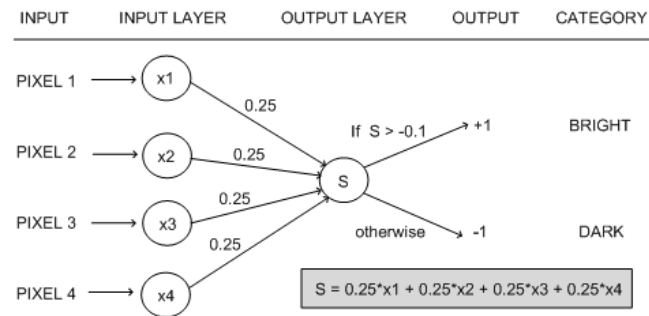 INPUT INPUT LAYER OUTPUT LAYER OUTPUT CATEGORY
PIXEL 1 x1
0.25
If S > -0.1 +1 BRIGHT
PIXEL 2 x2 0.25
S
PIXEL 3 x3 0.25
otherwise -1 DARK
0.25
PIXEL 4 x4
S = 0.25*x1 + 0.25*x2 + 0.25*x3 + 0.25*x4